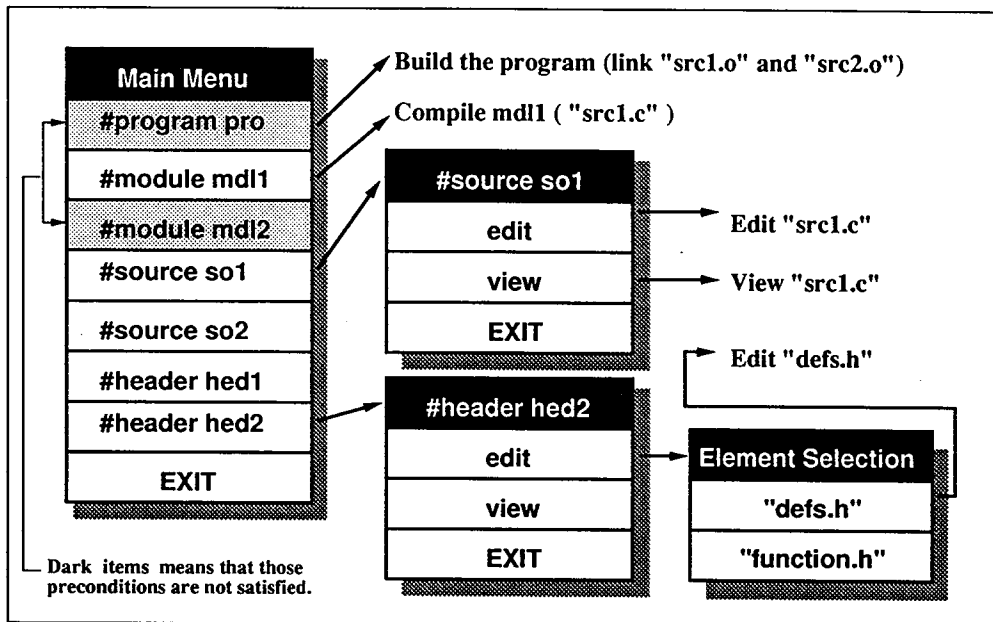 Main Menu
#program pro
#module mdl1
#module mdl2
#source so1
#source so2
#header hed1
#header hed2
EXIT
Build the program (link "src1.o" and "src2.o")
Compile mdl1 ( "src1.c" )
#source so1
edit
view
EXIT
Edit "src1.c"
View "src1.c"
Edit "defs.h"
#header hed2
edit
view
EXIT
Element Selection
"defs.h"
"function.h"
Dark items means that those
preconditions are not satisfied.